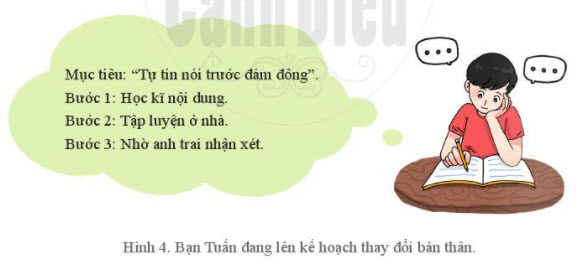 Cánh Diều
Mục tiêu: “Tự tin nói trước đám đông”.
Bước 1: Học kĩ nội dung.
Bước 2: Tập luyện ở nhà.
Bước 3: Nhờ anh trai nhận xét.
Hình 4. Bạn Tuấn đang lên kế hoạch thay đổi bản thân.